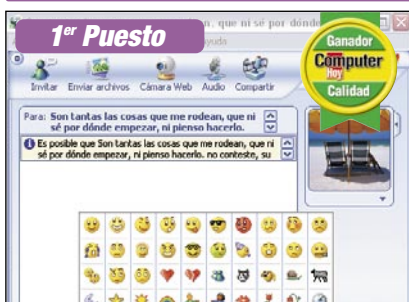 n, que ni sé por dónde
1er Puesto
yuda
Ganador
Computer
Hoy
Calidad
Invitar Enviar archivos Cámara Web Audio Compartir
Para: Son tantas las cosas que me rodean, que ni
sé por dónde empezar, ni pienso hacerlo.
Es posible que Son tantas las cosas que me rodean, que ni
sé por dónde empezar, ni pienso hacerlo. no conteste, su